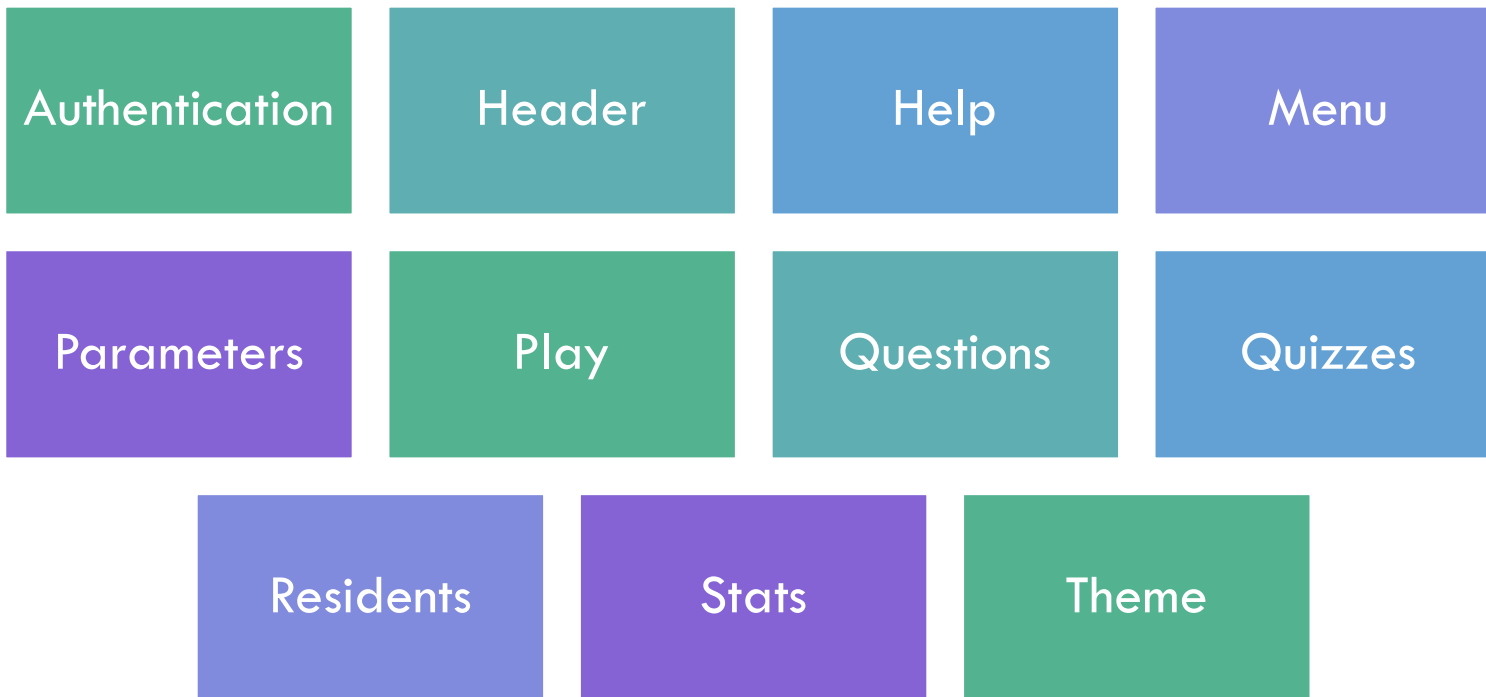 Authentication
Header
Help
Menu
Parameters
Play
Questions
Quizzes
Residents
Stats
Theme